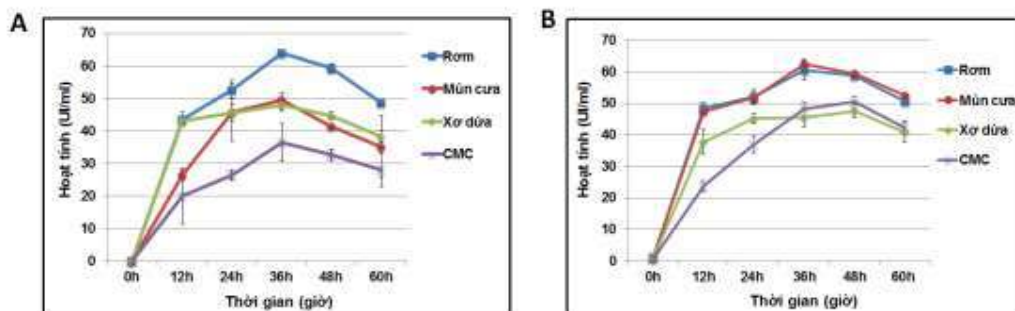 A
70
60
50
40
30
20
10
0
Hoạt tính (UI/ml)
0h 12h 24h 36h 48h 60h
Thời gian (giờ)
Rơm
Mùn cưa
Xơ dừa
CMC
B
70
60
50
40
30
20
10
0
Hoạt tính (UI/ml)
0h 12h 24h 36h 48h 60h
Thời gian (giờ)
Rơm
Mùn cưa
Xơ dừa
CMC